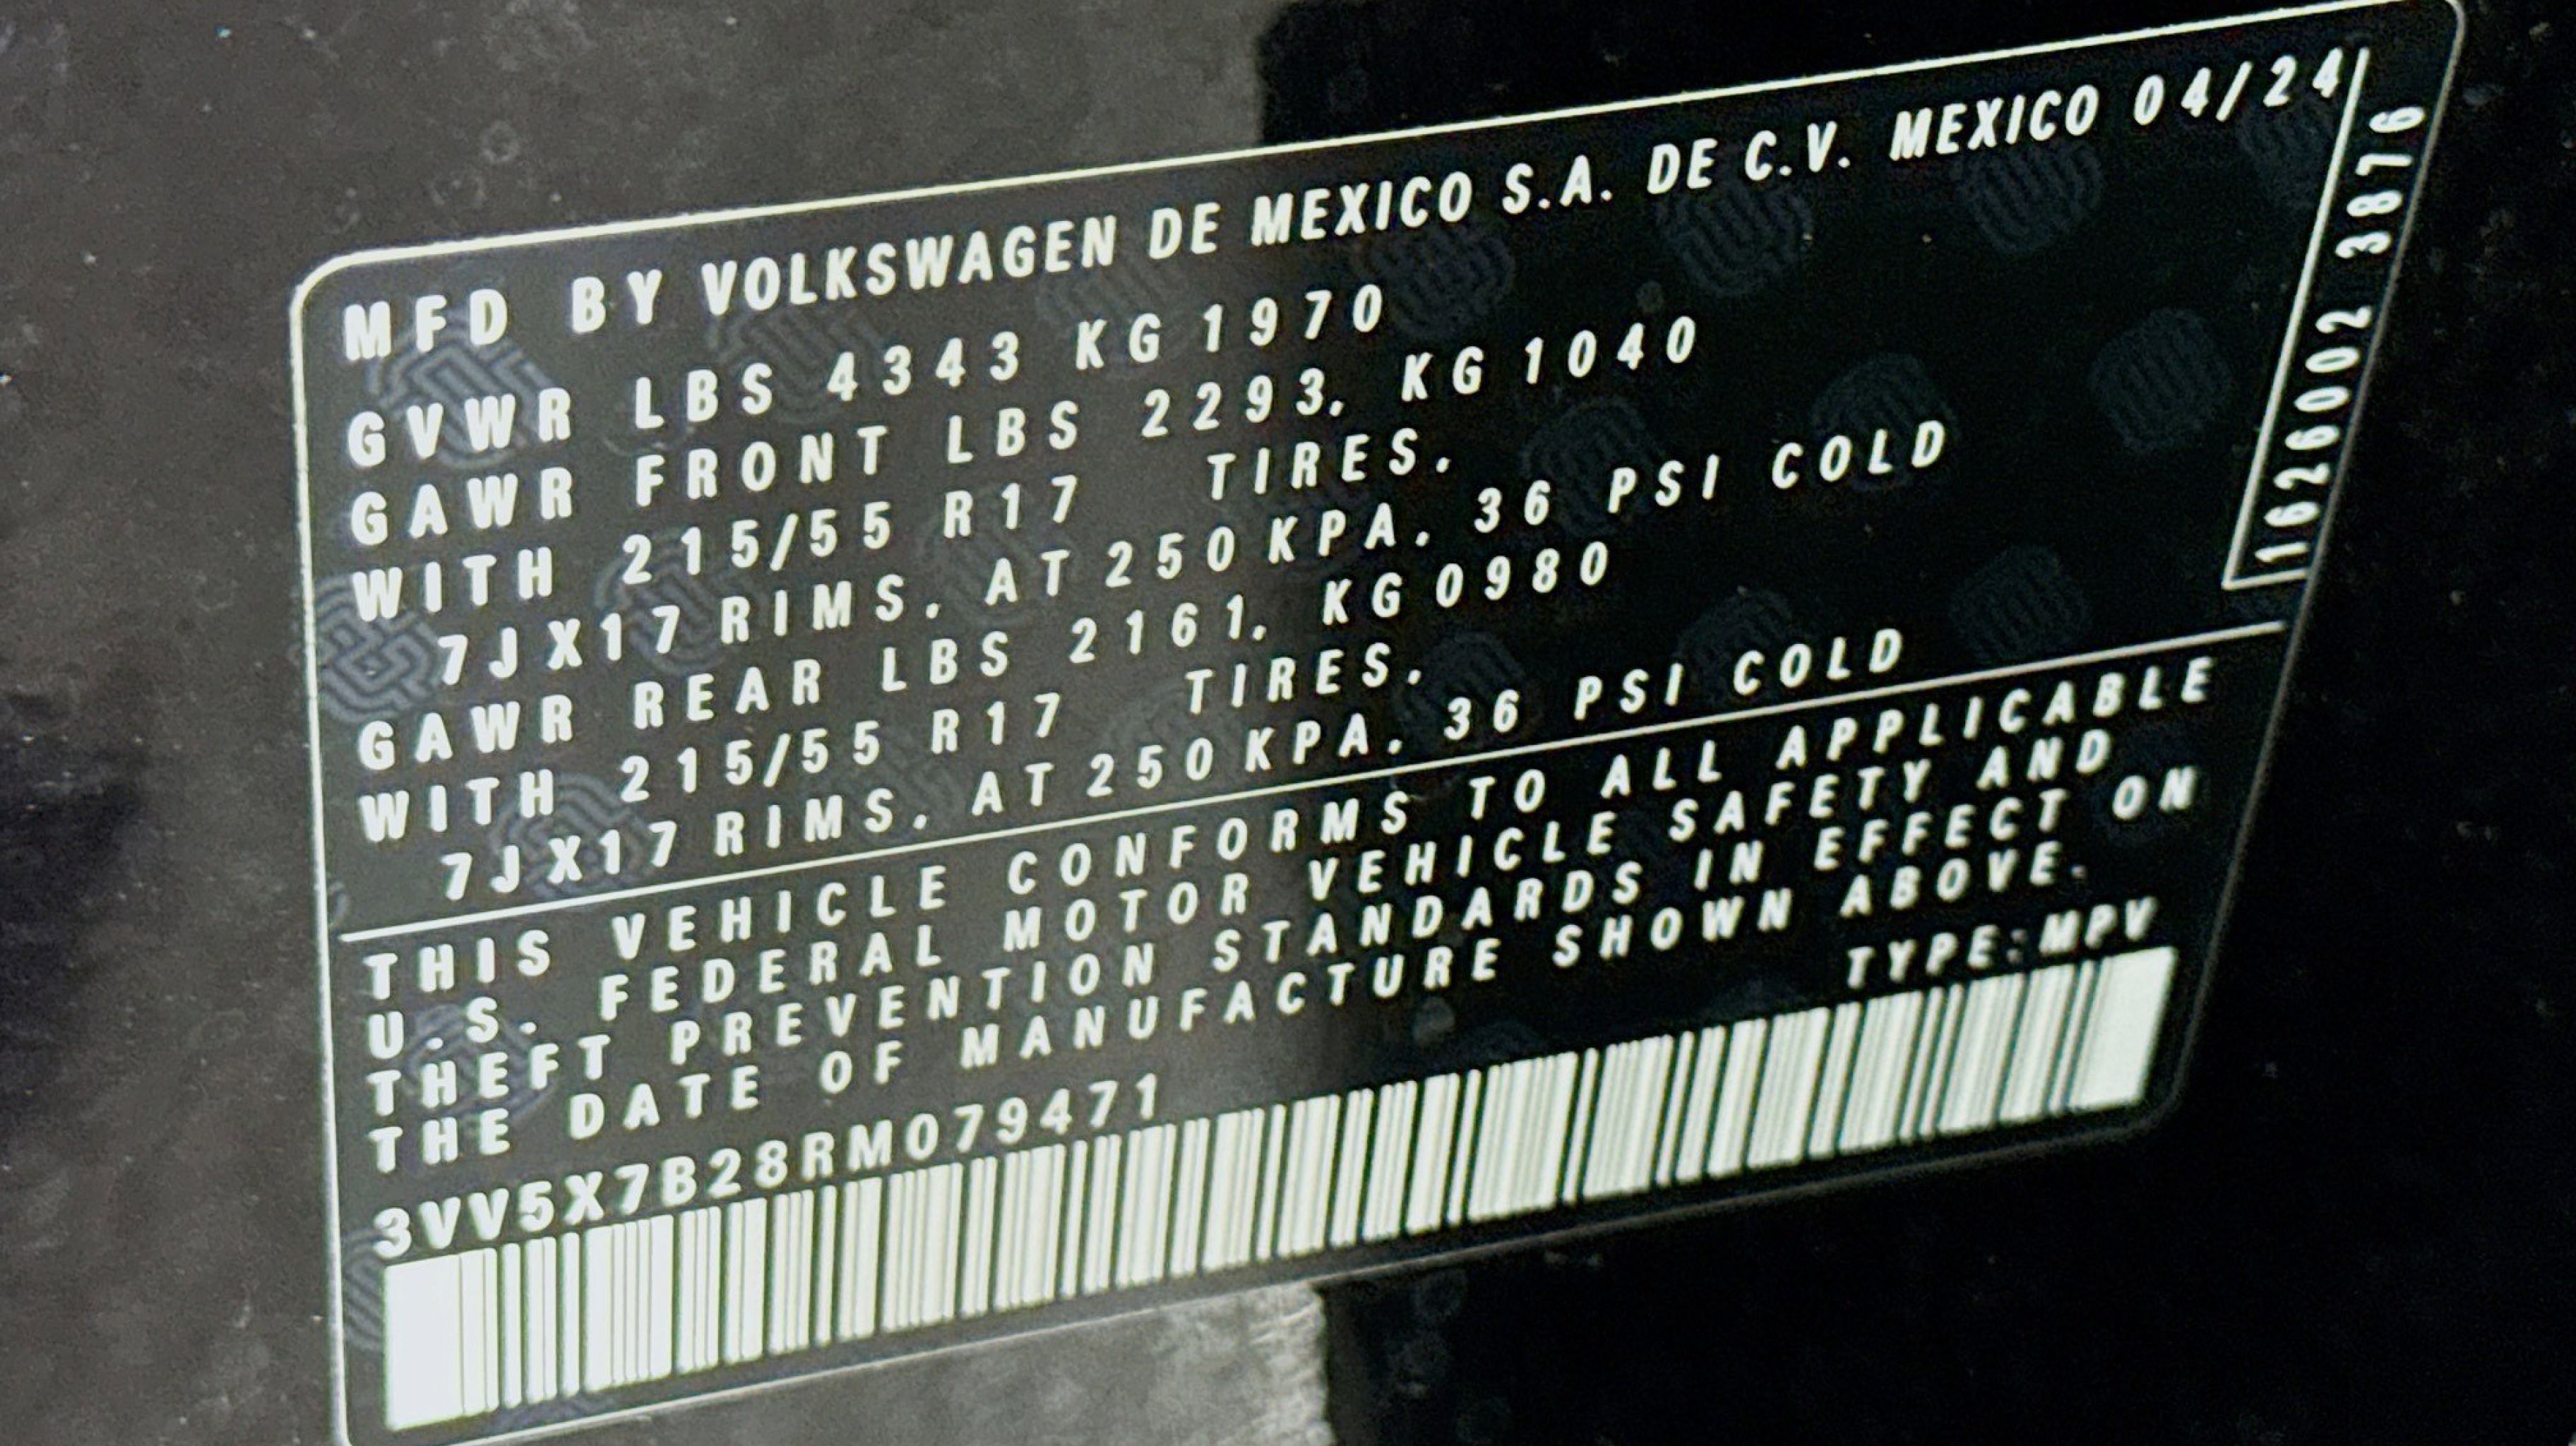 MFD BY VOLKSWAGEN DE MEXICO S.A. DE C.V. MEXICO 04/24
GVWR LBS 4343 KG 1970
GAWR FRONT LBS 2293, KG 1040
WITH 215/55 R17 TIRES.
7JX17 RIMS, AT 250 KPA. 36 PSI COLD
GAWR REAR LBS 2161, KG 0980
WITH 215/55 R17 TIRES.
7JX17 RIMS, AT 250 KPA. 36 PSI COLD
1626002 3876
THIS VEHICLE CONFORMS TO ALL APPLICABLE
U.S. FEDERAL MOTOR VEHICLE SAFETY AND
THEFT PREVENTION STANDARDS IN EFFECT ON
THE DATE OF MANUFACTURE SHOWN ABOVE.
3VV5X7B28RM079471 TYPE:MPV